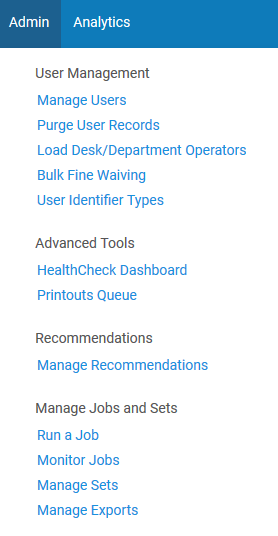 Admin Analytics
User Management
Manage Users
Purge User Records
Load Desk/Department Operators
Bulk Fine Waiving
User Identifier Types
Advanced Tools
HealthCheck Dashboard
Printouts Queue
Recommendations
Manage Recommendations
Manage Jobs and Sets
Run a Job
Monitor Jobs
Manage Sets
Manage Exports